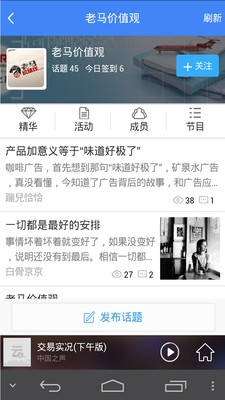 老马价值观
刷新
老马价值观
话题 45 今日签到 6
+ 关注
精华
活动
成员
节目
产品加意义等于“味道好极了”
咖啡广告，首先想到那句“味道好极了”，矿泉水广告
，真没看懂，今知道了广告背后的故事，和广告应...
蹦兒恰恰
38
1
一切都是最好的安排
事情坏着坏着就变好了，如果没变好
，说明还没有到最后。相信一切都...
白骨京京
22
老马价值观
发布话题
交易实况(下午版)
中国之声